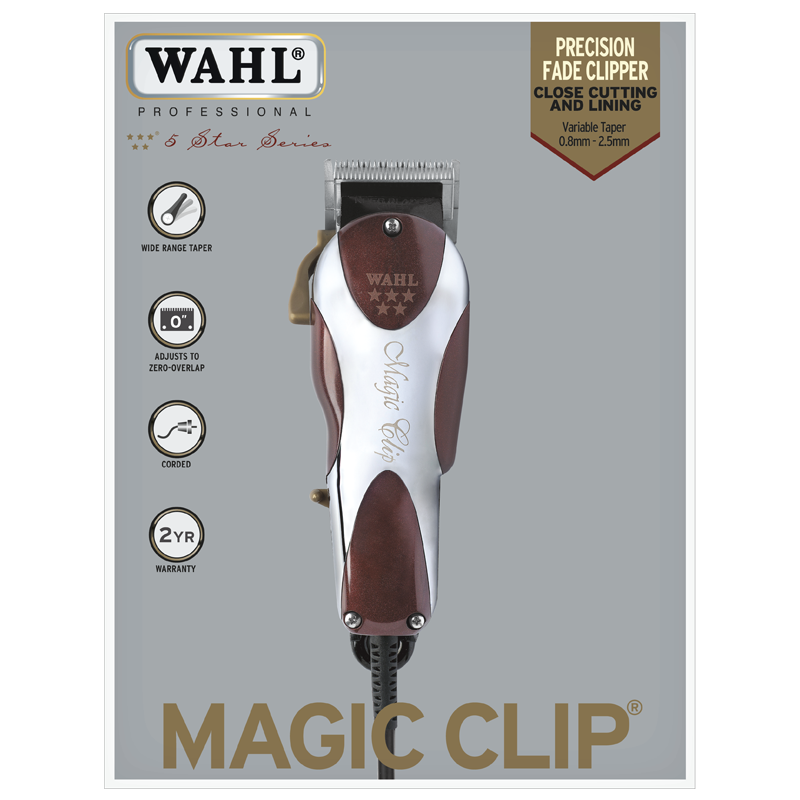 WAHL®
PROFESSIONAL
5 Star Series
PRECISION
FADE CLIPPER
CLOSE CUTTING
AND LINING
Variable Taper
0.8mm - 2.5mm
WIDE RANGE TAPER
0"
ADJUSTS TO
ZERO-OVERLAP
CORDED
2YR
WARRANTY
WAHL
Magic Clip
MAGIC CLIP®